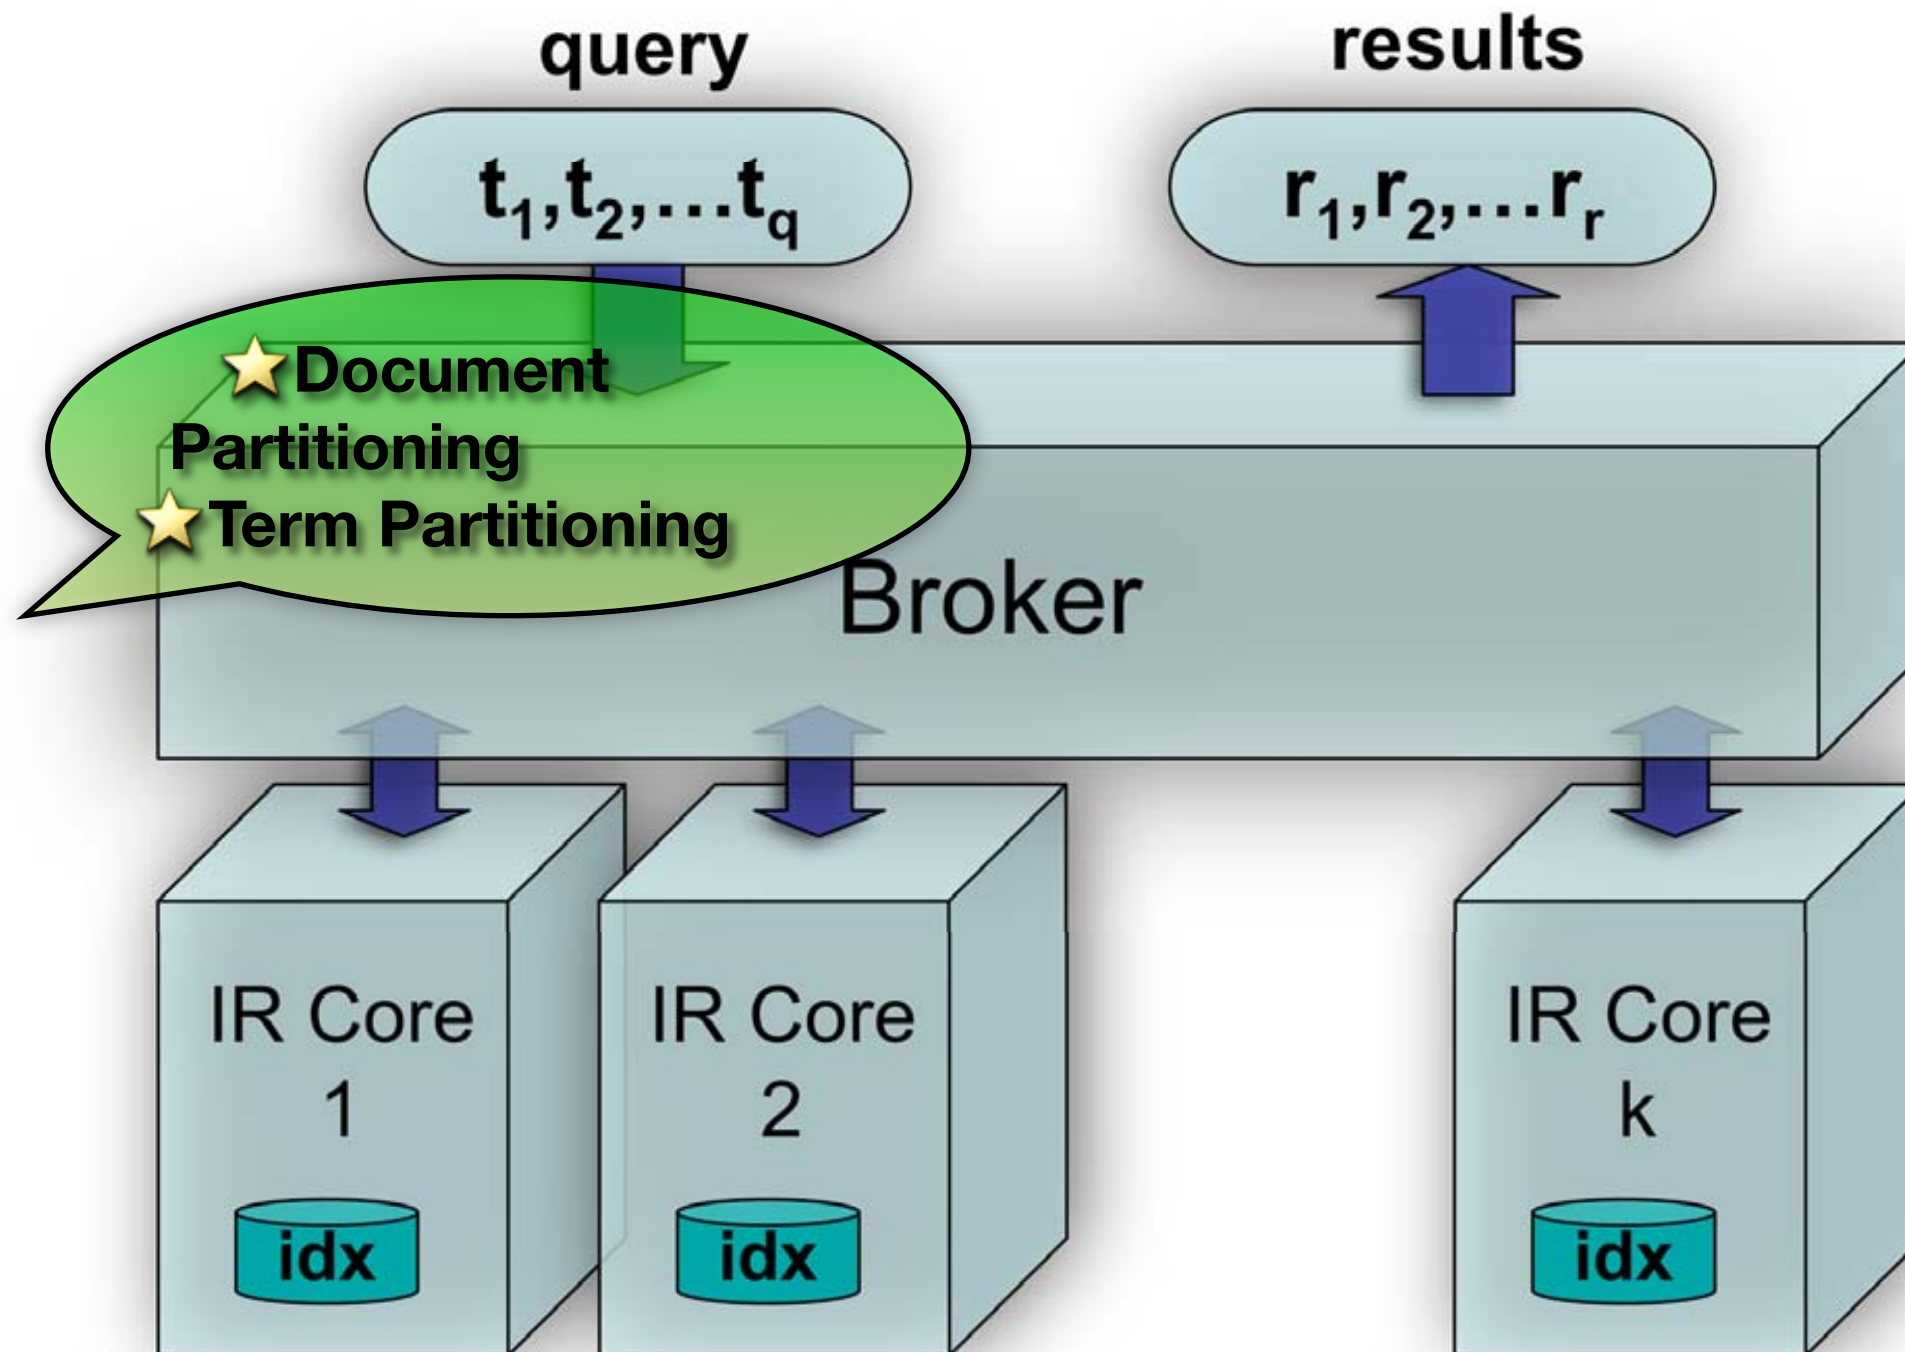 query
results
t1,t2,...tq
r1,r2,...rr
Document
Partitioning
Term Partitioning
Broker
IR Core
1
idx
IR Core
2
idx
IR Core
k
idx